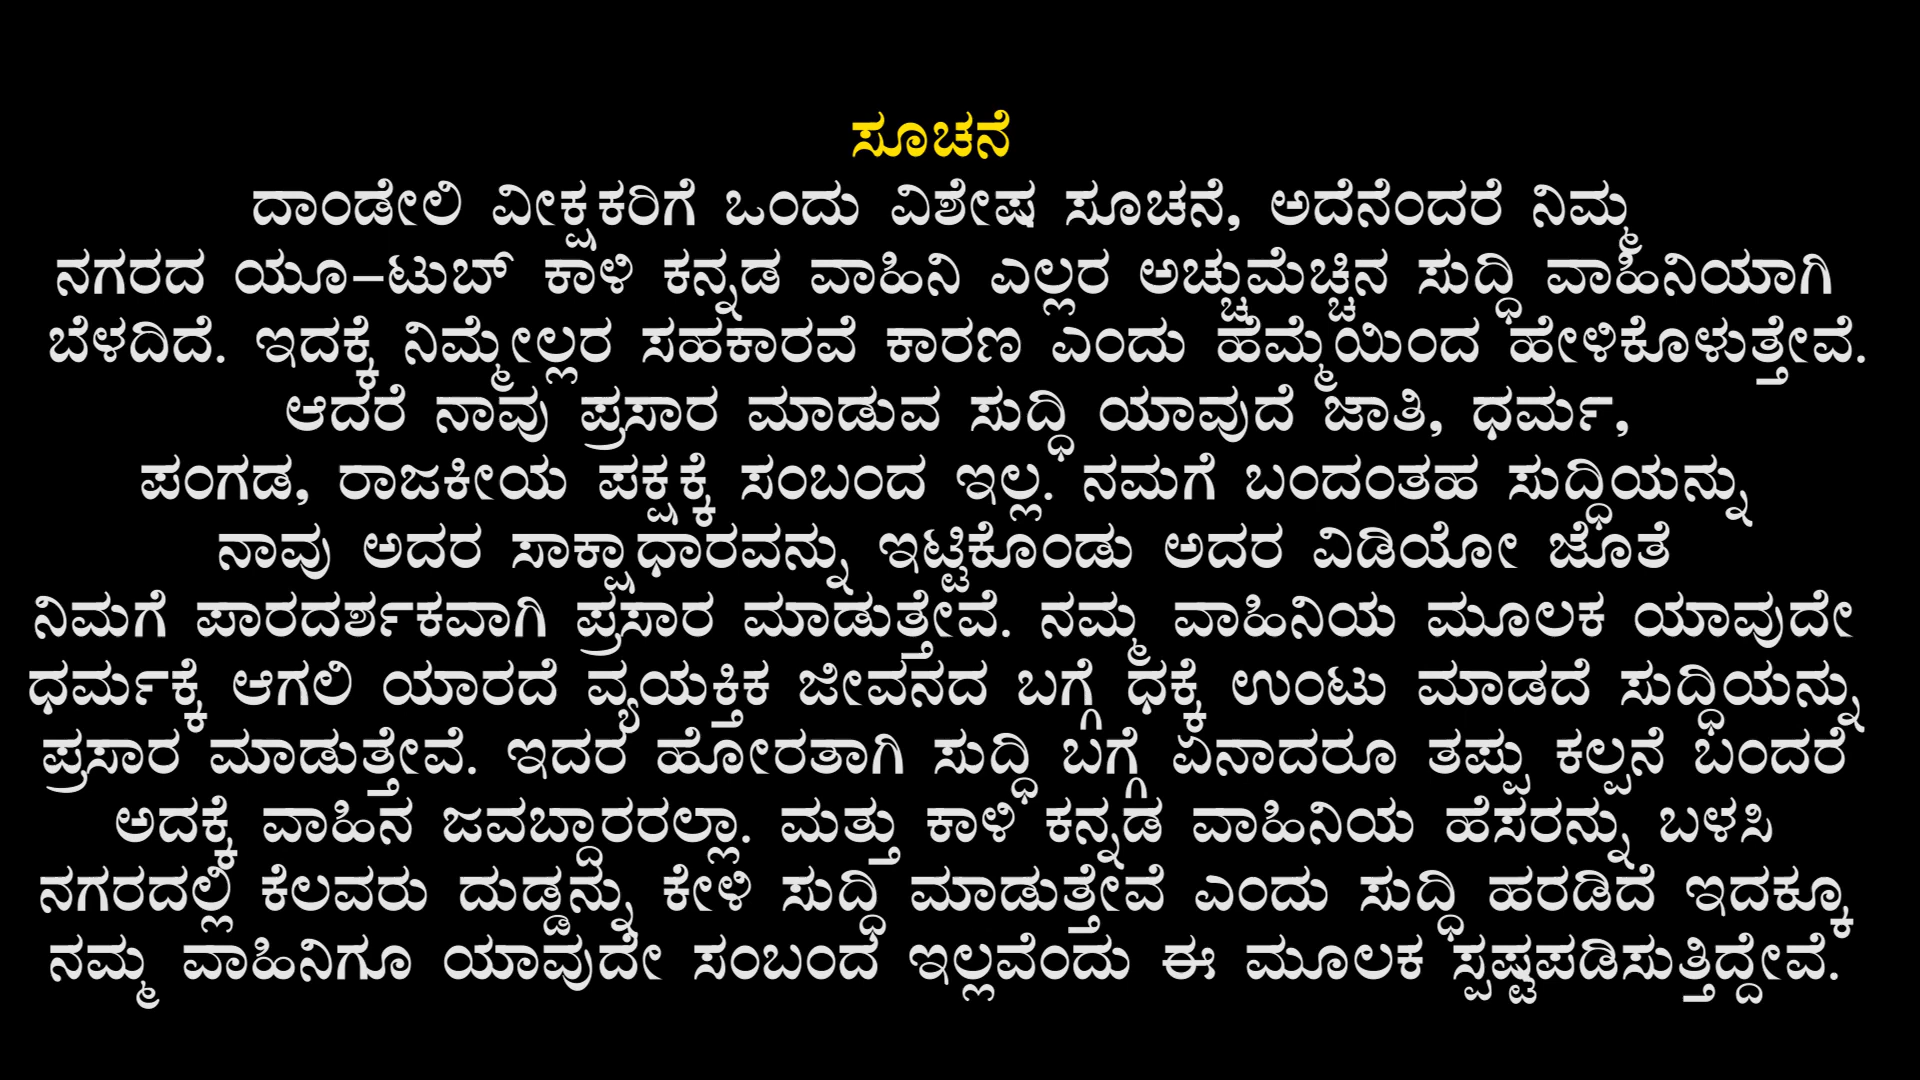 ಸೂಚನೆ
ದಾಂಡೇಲಿ ವೀಕ್ಷಕರಿಗೆ ಒಂದು ವಿಶೇಷ ಸೂಚನೆ, ಅದೆನೆಂದರೆ ನಿಮ್ಮ
ನಗರದ ಯೂ-ಟುಬ್ ಕಾಳಿ ಕನ್ನಡ ವಾಹಿನಿ ಎಲ್ಲರ ಅಚ್ಚುಮೆಚ್ಚಿನ ಸುದ್ಧಿ ವಾಹಿನಿಯಾಗಿ
ಬೆಳದಿದೆ. ಇದಕ್ಕೆ ನಿಮ್ಮೇಲ್ಲರ ಸಹಕಾರವೆ ಕಾರಣ ಎಂದು ಹೆಮ್ಮೆಯಿಂದ ಹೇಳಿಕೊಳುತ್ತೇವೆ.
ಆದರೆ ನಾವು ಪ್ರಸಾರ ಮಾಡುವ ಸುದ್ಧಿ ಯಾವುದೆ ಜಾತಿ, ಧರ್ಮ,
ಪಂಗಡ, ರಾಜಕೀಯ ಪಕ್ಷಕ್ಕೆ ಸಂಬಂದ ಇಲ್ಲ. ನಮಗೆ ಬಂದಂತಹ ಸುದ್ಧಿಯನ್ನು
ನಾವು ಅದರ ಸಾಕ್ಷಾಧಾರವನ್ನು ಇಟ್ಟಿಕೊಂಡು ಅದರ ವಿಡಿಯೋ ಜೊತೆ
ನಿಮಗೆ ಪಾರದರ್ಶಕವಾಗಿ ಪ್ರಸಾರ ಮಾಡುತ್ತೇವೆ. ನಮ್ಮ ವಾಹಿನಿಯ ಮೂಲಕ ಯಾವುದೇ
ಧರ್ಮಕ್ಕೆ ಆಗಲಿ ಯಾರದೆ ವ್ಯಯಕ್ತಿಕ ಜೀವನದ ಬಗ್ಗೆ ಧಕ್ಕೆ ಉಂಟು ಮಾಡದೆ ಸುದ್ಧಿಯನ್ನು
ಪ್ರಸಾರ ಮಾಡುತ್ತೇವೆ. ಇದರ ಹೋರತಾಗಿ ಸುದ್ಧಿ ಬಗ್ಗೆ ಏನಾದರೂ ತಪ್ಪು ಕಲ್ಪನೆ ಬಂದರೆ
ಅದಕ್ಕೆ ವಾಹಿನ ಜವಬ್ದಾರರಲ್ಲಾ. ಮತ್ತು ಕಾಳಿ ಕನ್ನಡ ವಾಹಿನಿಯ ಹೆಸರನ್ನು ಬಳಸಿ
ನಗರದಲ್ಲಿ ಕೆಲವರು ದುಡ್ಡನ್ನು ಕೇಳಿ ಸುದ್ಧಿ ಮಾಡುತ್ತೇವೆ ಎಂದು ಸುದ್ಧಿ ಹರಡಿದೆ ಇದಕ್ಕೂ
ನಮ್ಮ ವಾಹಿನಿಗೂ ಯಾವುದೇ ಸಂಬಂದ ಇಲ್ಲವೆಂದು ಈ ಮೂಲಕ ಸ್ಪಷ್ಟಪಡಿಸುತ್ತಿದ್ದೇವೆ.